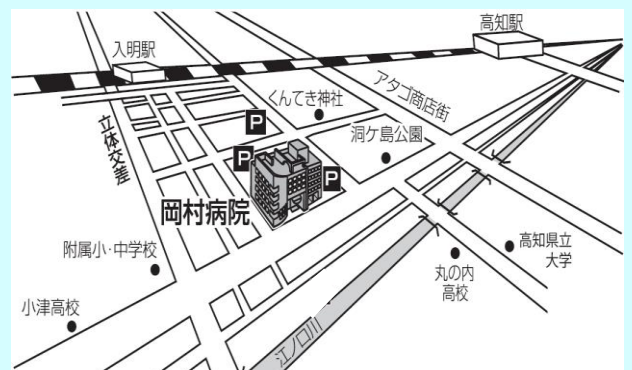 高知駅
入明駅
アタゴ商店街
くんてき神社
P
立体交差
洞ケ島公園
P
P
岡村病院
附属小・中学校
高知県立
大学
丸の内
高校
小津高校
江ノ口川